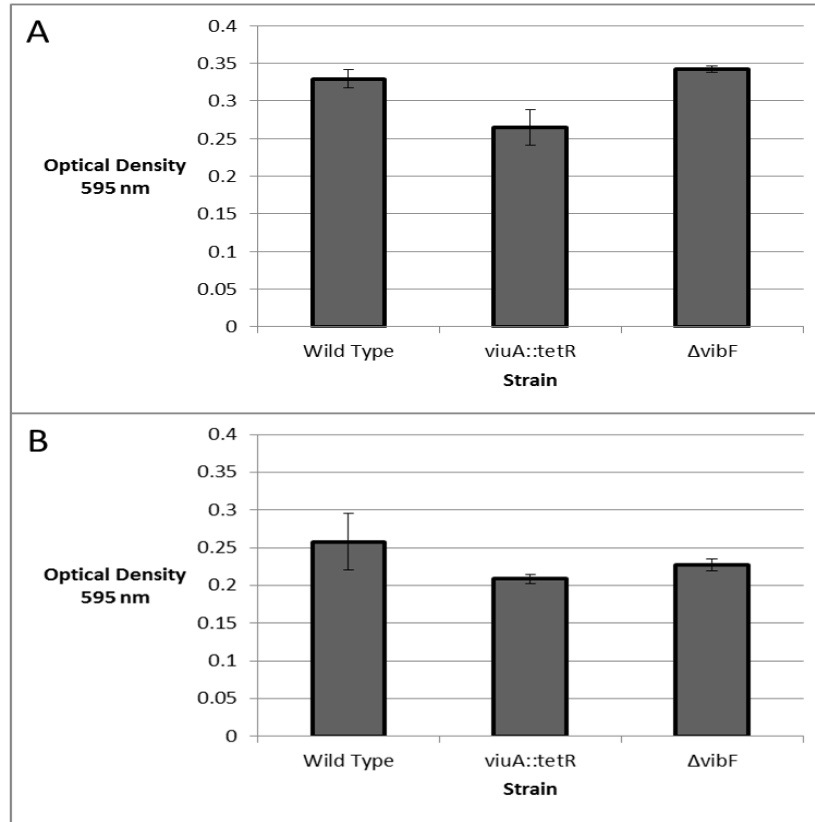 A
0.4
0.35
0.3
0.25
0.2
0.15
0.1
0.05
0
Optical Density
595 nm
Wild Type viuA::tetR ΔvibF
Strain
B
0.4
0.35
0.3
0.25
0.2
0.15
0.1
0.05
0
Optical Density
595 nm
Wild Type viuA::tetR ΔvibF
Strain